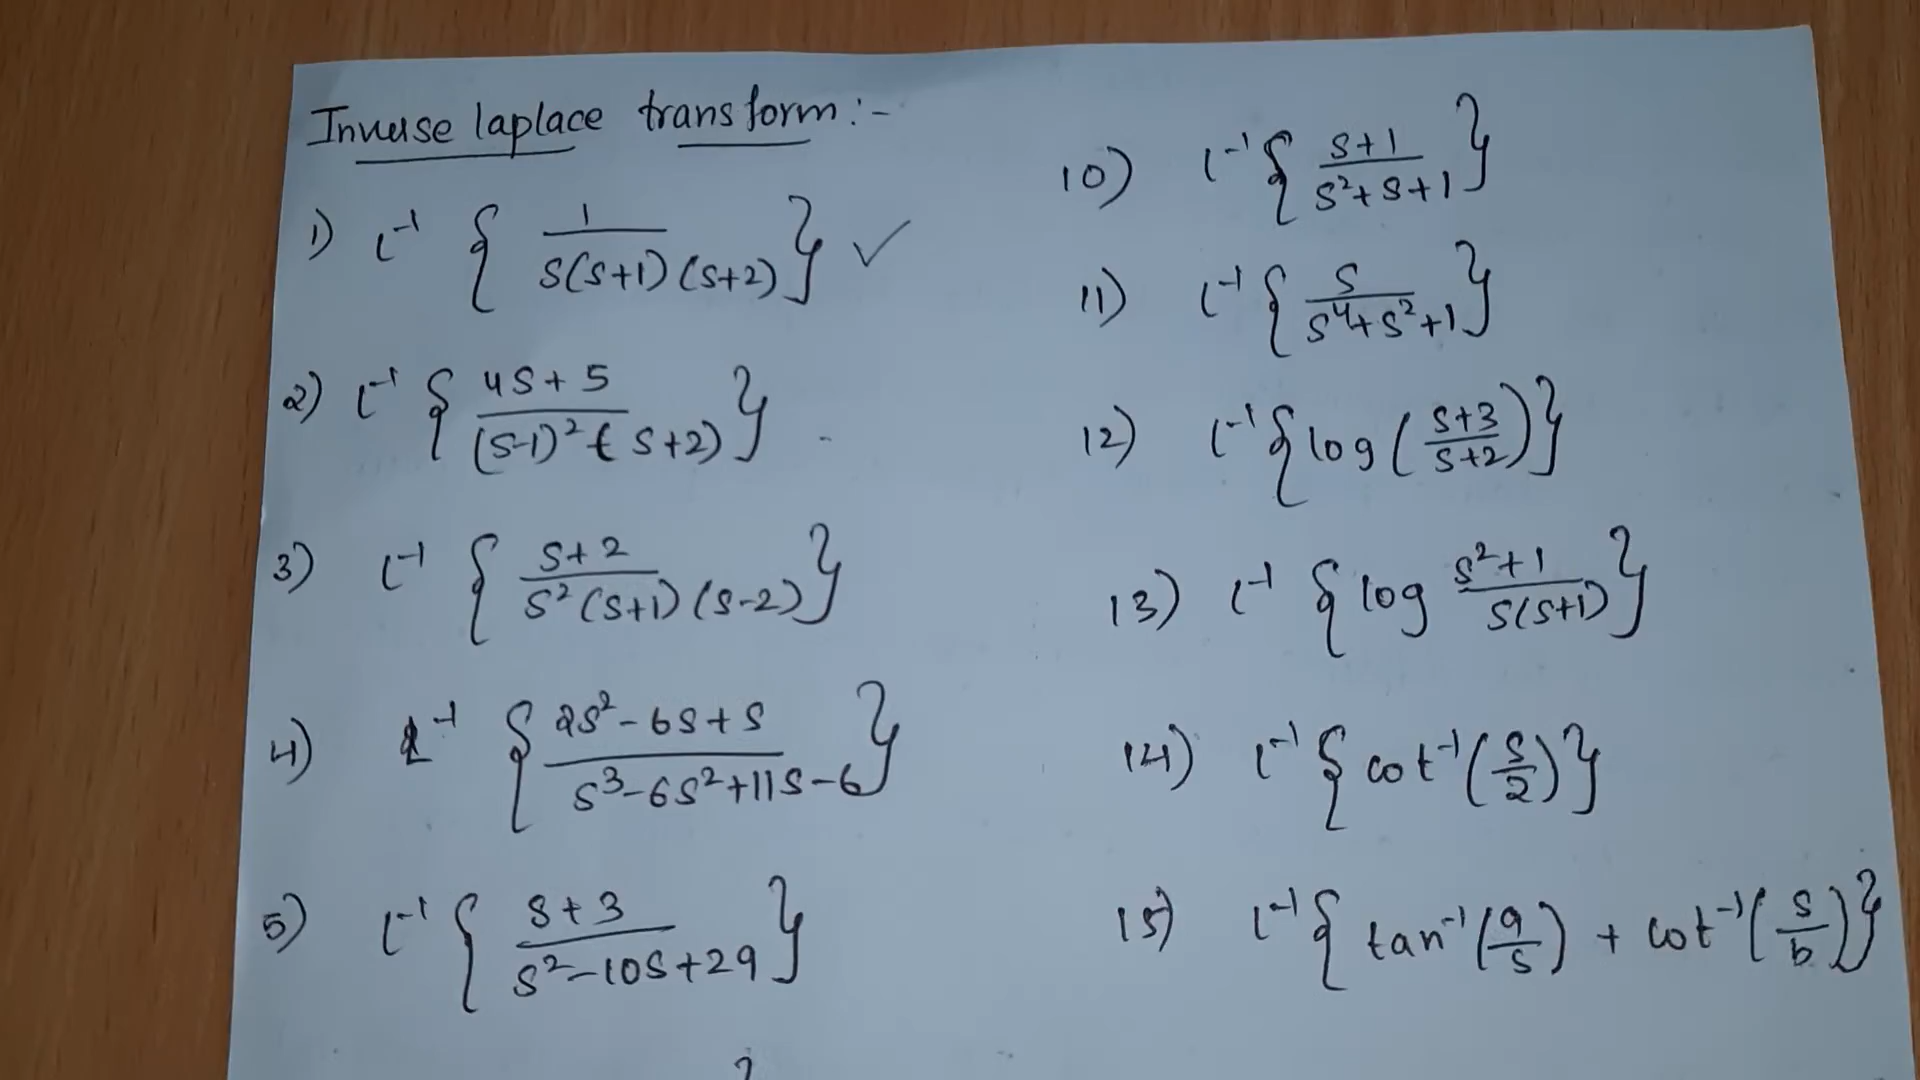 Inverse laplace transform:-
1) L⁻¹ { 1 / s(s+1)(s+2) } ✓
2) L⁻¹ { 4s+5 / (s-1)²(s+2) }
3) L⁻¹ { s+2 / s²(s+1)(s-2) }
4) L⁻¹ { 2s²-6s+s / s³-6s²+11s-6 }
5) L⁻¹ { s+3 / s²-10s+29 }
10) L⁻¹ { s+1 / s²+s+1 }
11) L⁻¹ { s / s⁴+s²+1 }
12) L⁻¹ { log ( s+3 / s+2 ) }
13) L⁻¹ { log s²+1 / s(s+1) }
14) L⁻¹ { cot⁻¹ ( s / 2 ) }
15) L⁻¹ { tan⁻¹ ( a / s ) + cot⁻¹ ( s / b ) }